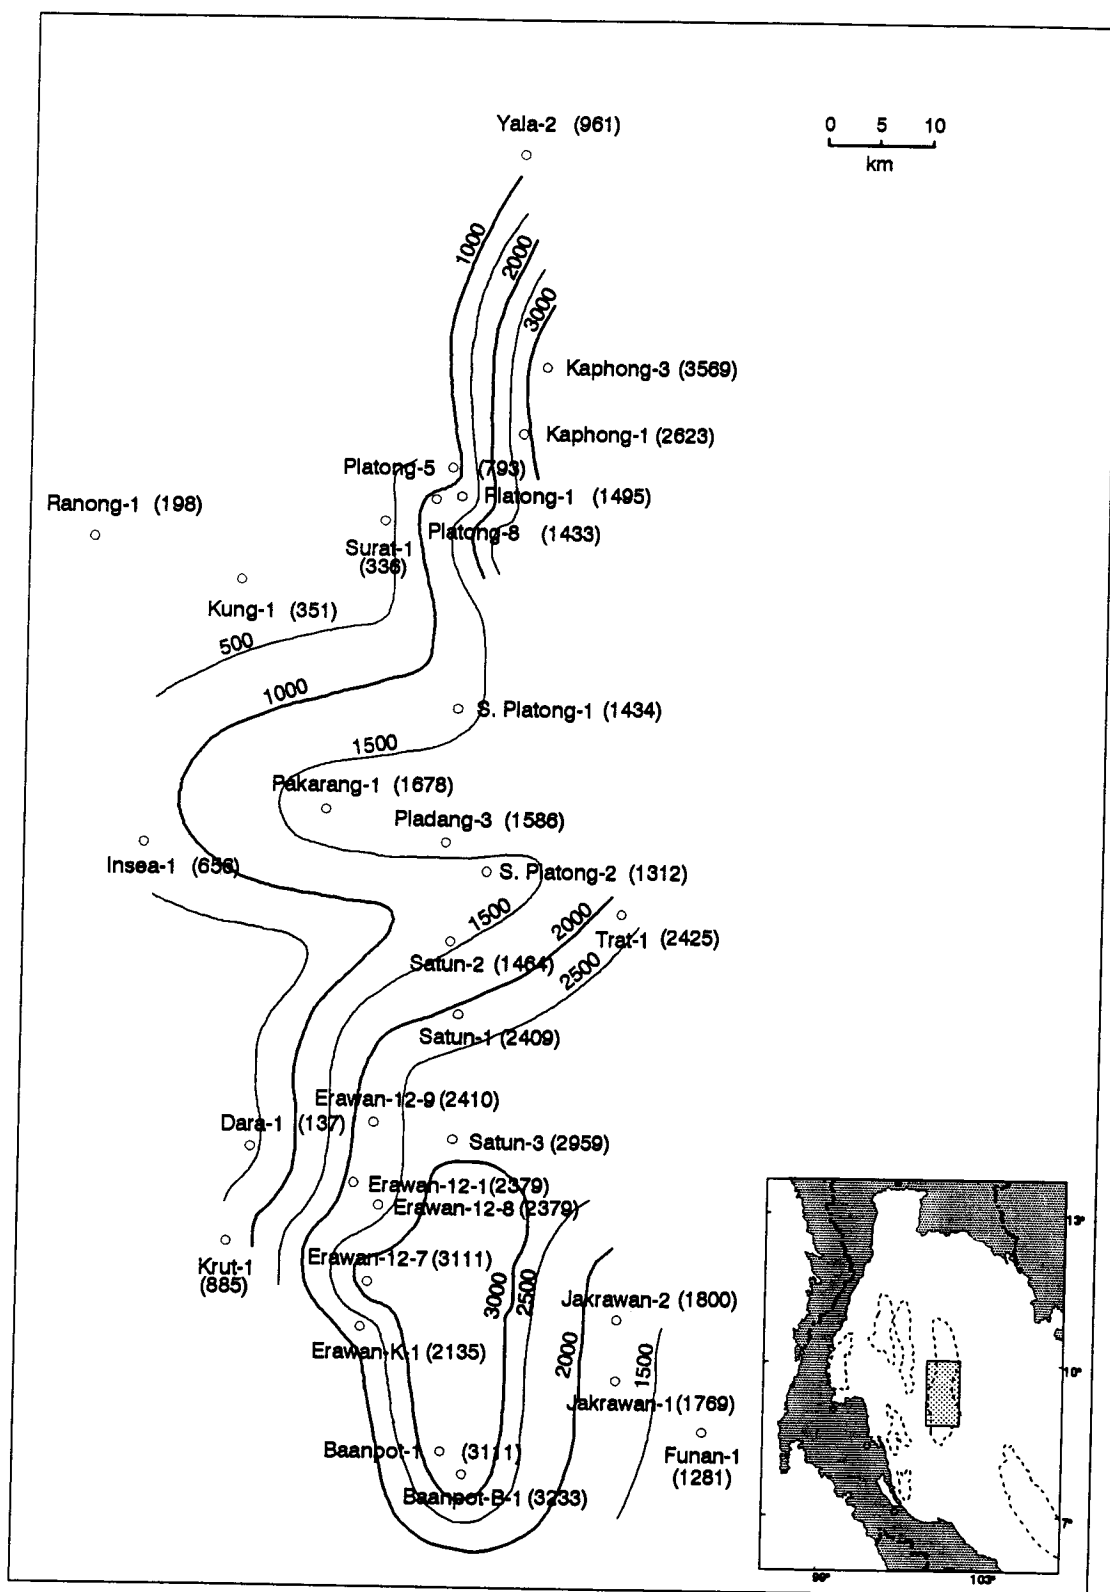 Yala-2 (961)
0 5 10
km
1000
2000
3000
Kaphong-3 (3569)
Kaphong-1 (2623)
Platong-5 (793)
Ranong-1 (198)
Platong-1 (1495)
Platong-8 (1433)
Surat-1
(336)
Kung-1 (351)
500
1000
S. Platong-1 (1434)
1500
Pakarang-1 (1678)
Pladang-3 (1586)
Insea-1 (656)
S. Platong-2 (1312)
1500
2000
Trat-1 (2425)
Satun-2 (1464)
2500
Satun-1 (2409)
Erawan-12-9 (2410)
Dara-1 (137)
Satun-3 (2959)
Erawan-12-1 (2379)
Erawan-12-8 (2379)
Krut-1
(885)
Erawan-12-7 (3111)
3000
2500
Jakrawan-2 (1800)
Erawan-K-1 (2135)
2000
1500
Jakrawan-1 (1769)
Baanpot-1 (3111)
Funan-1
(1281)
Baanpot-B-1 (3233)
13°
10°
7°
99° 103°